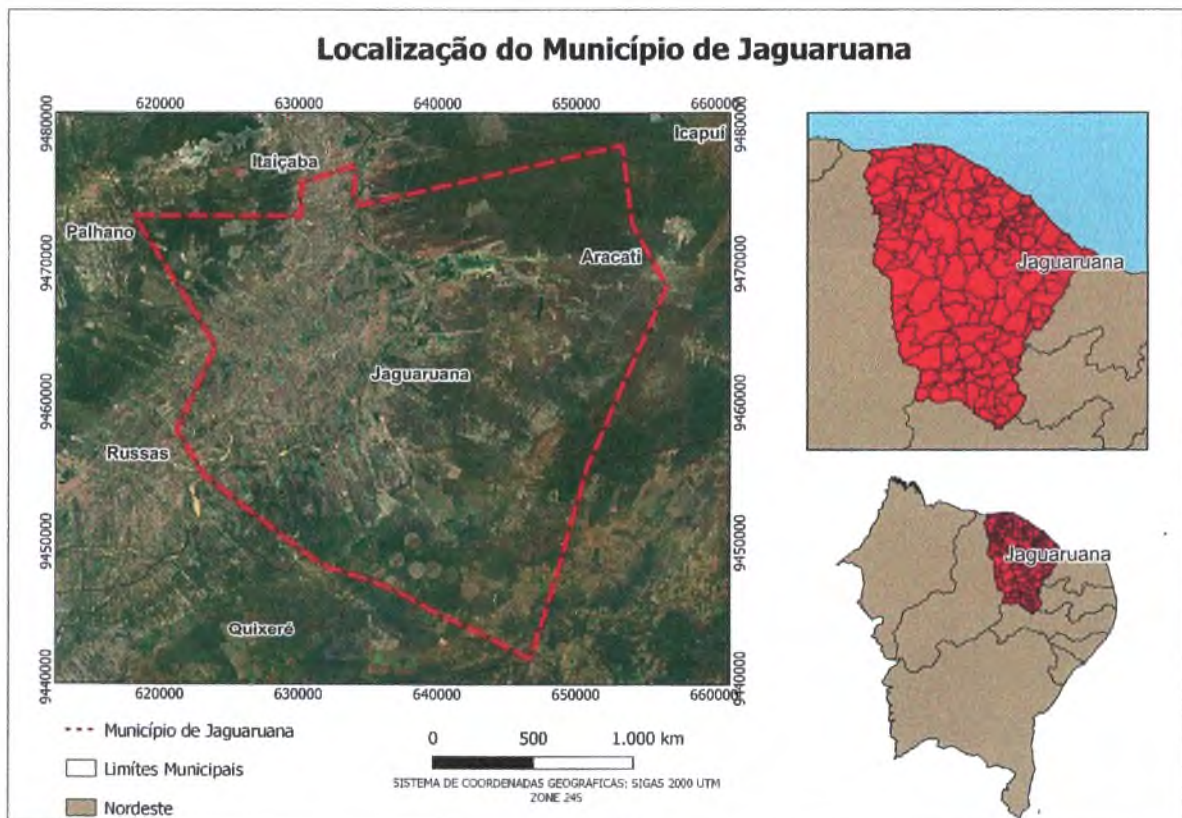 Localização do Município de Jaguaruana
620000 630000 640000 650000 660000
9480000 9480000
Icapuí
Itaiçaba
Palhano
9470000 9470000
Aracati
Jaguaruana
9460000 9460000
Russas
9450000 9450000
Quixeré
9440000 9440000
620000 630000 640000 650000 660000
Jaguaruana
Jaguaruana
Município de Jaguaruana
Limítes Municipais
Nordeste
0 500 1.000 km
SISTEMA DE COORDENADAS GEOGRÁFICAS: SIGAS 2000 UTM
ZONE 24S